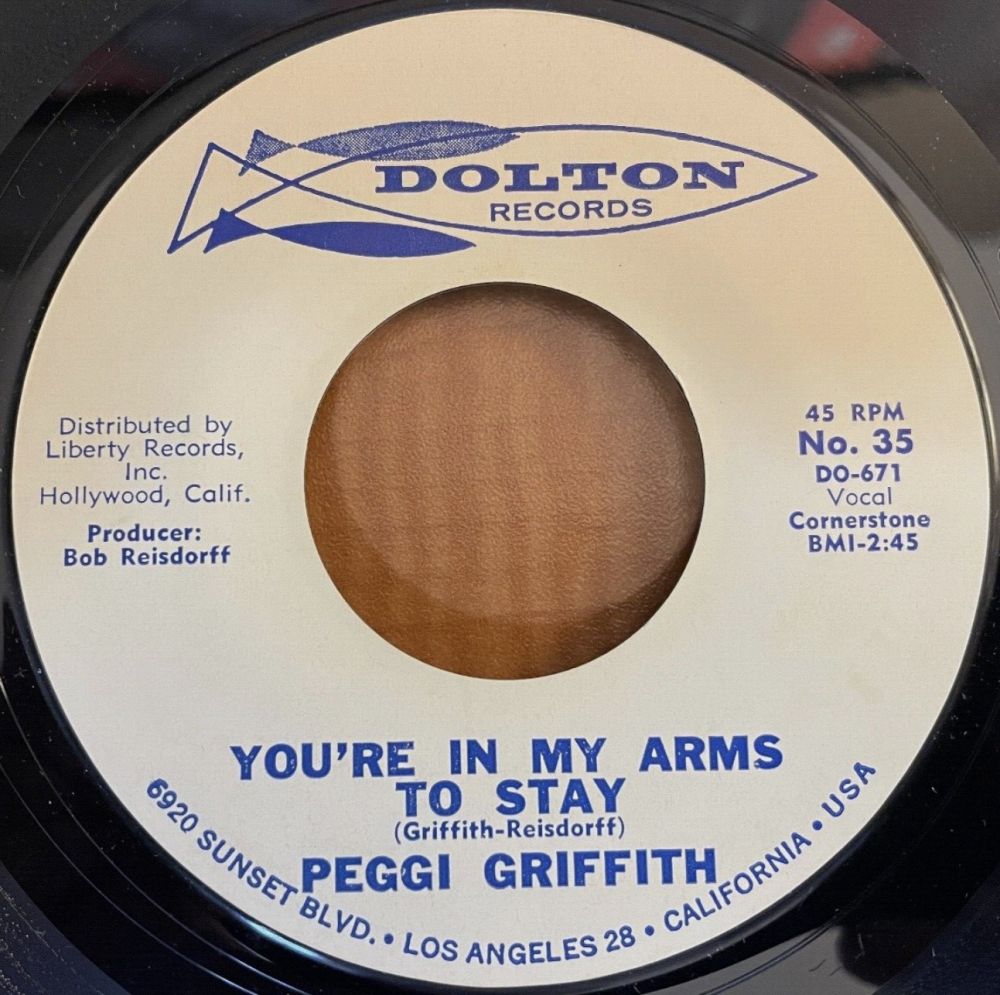 DOLTON
RECORDS
Distributed by
Liberty Records,
Inc.
Hollywood, Calif.
Producer:
Bob Reisdorff
45 RPM
No. 35
DO-671
Vocal
Cornerstone
BMI-2:45
YOU'RE IN MY ARMS
TO STAY
(Griffith-Reisdorff)
PEGGI GRIFFITH
6920 SUNSET BLVD. • LOS ANGELES 28 • CALIFORNIA • USA